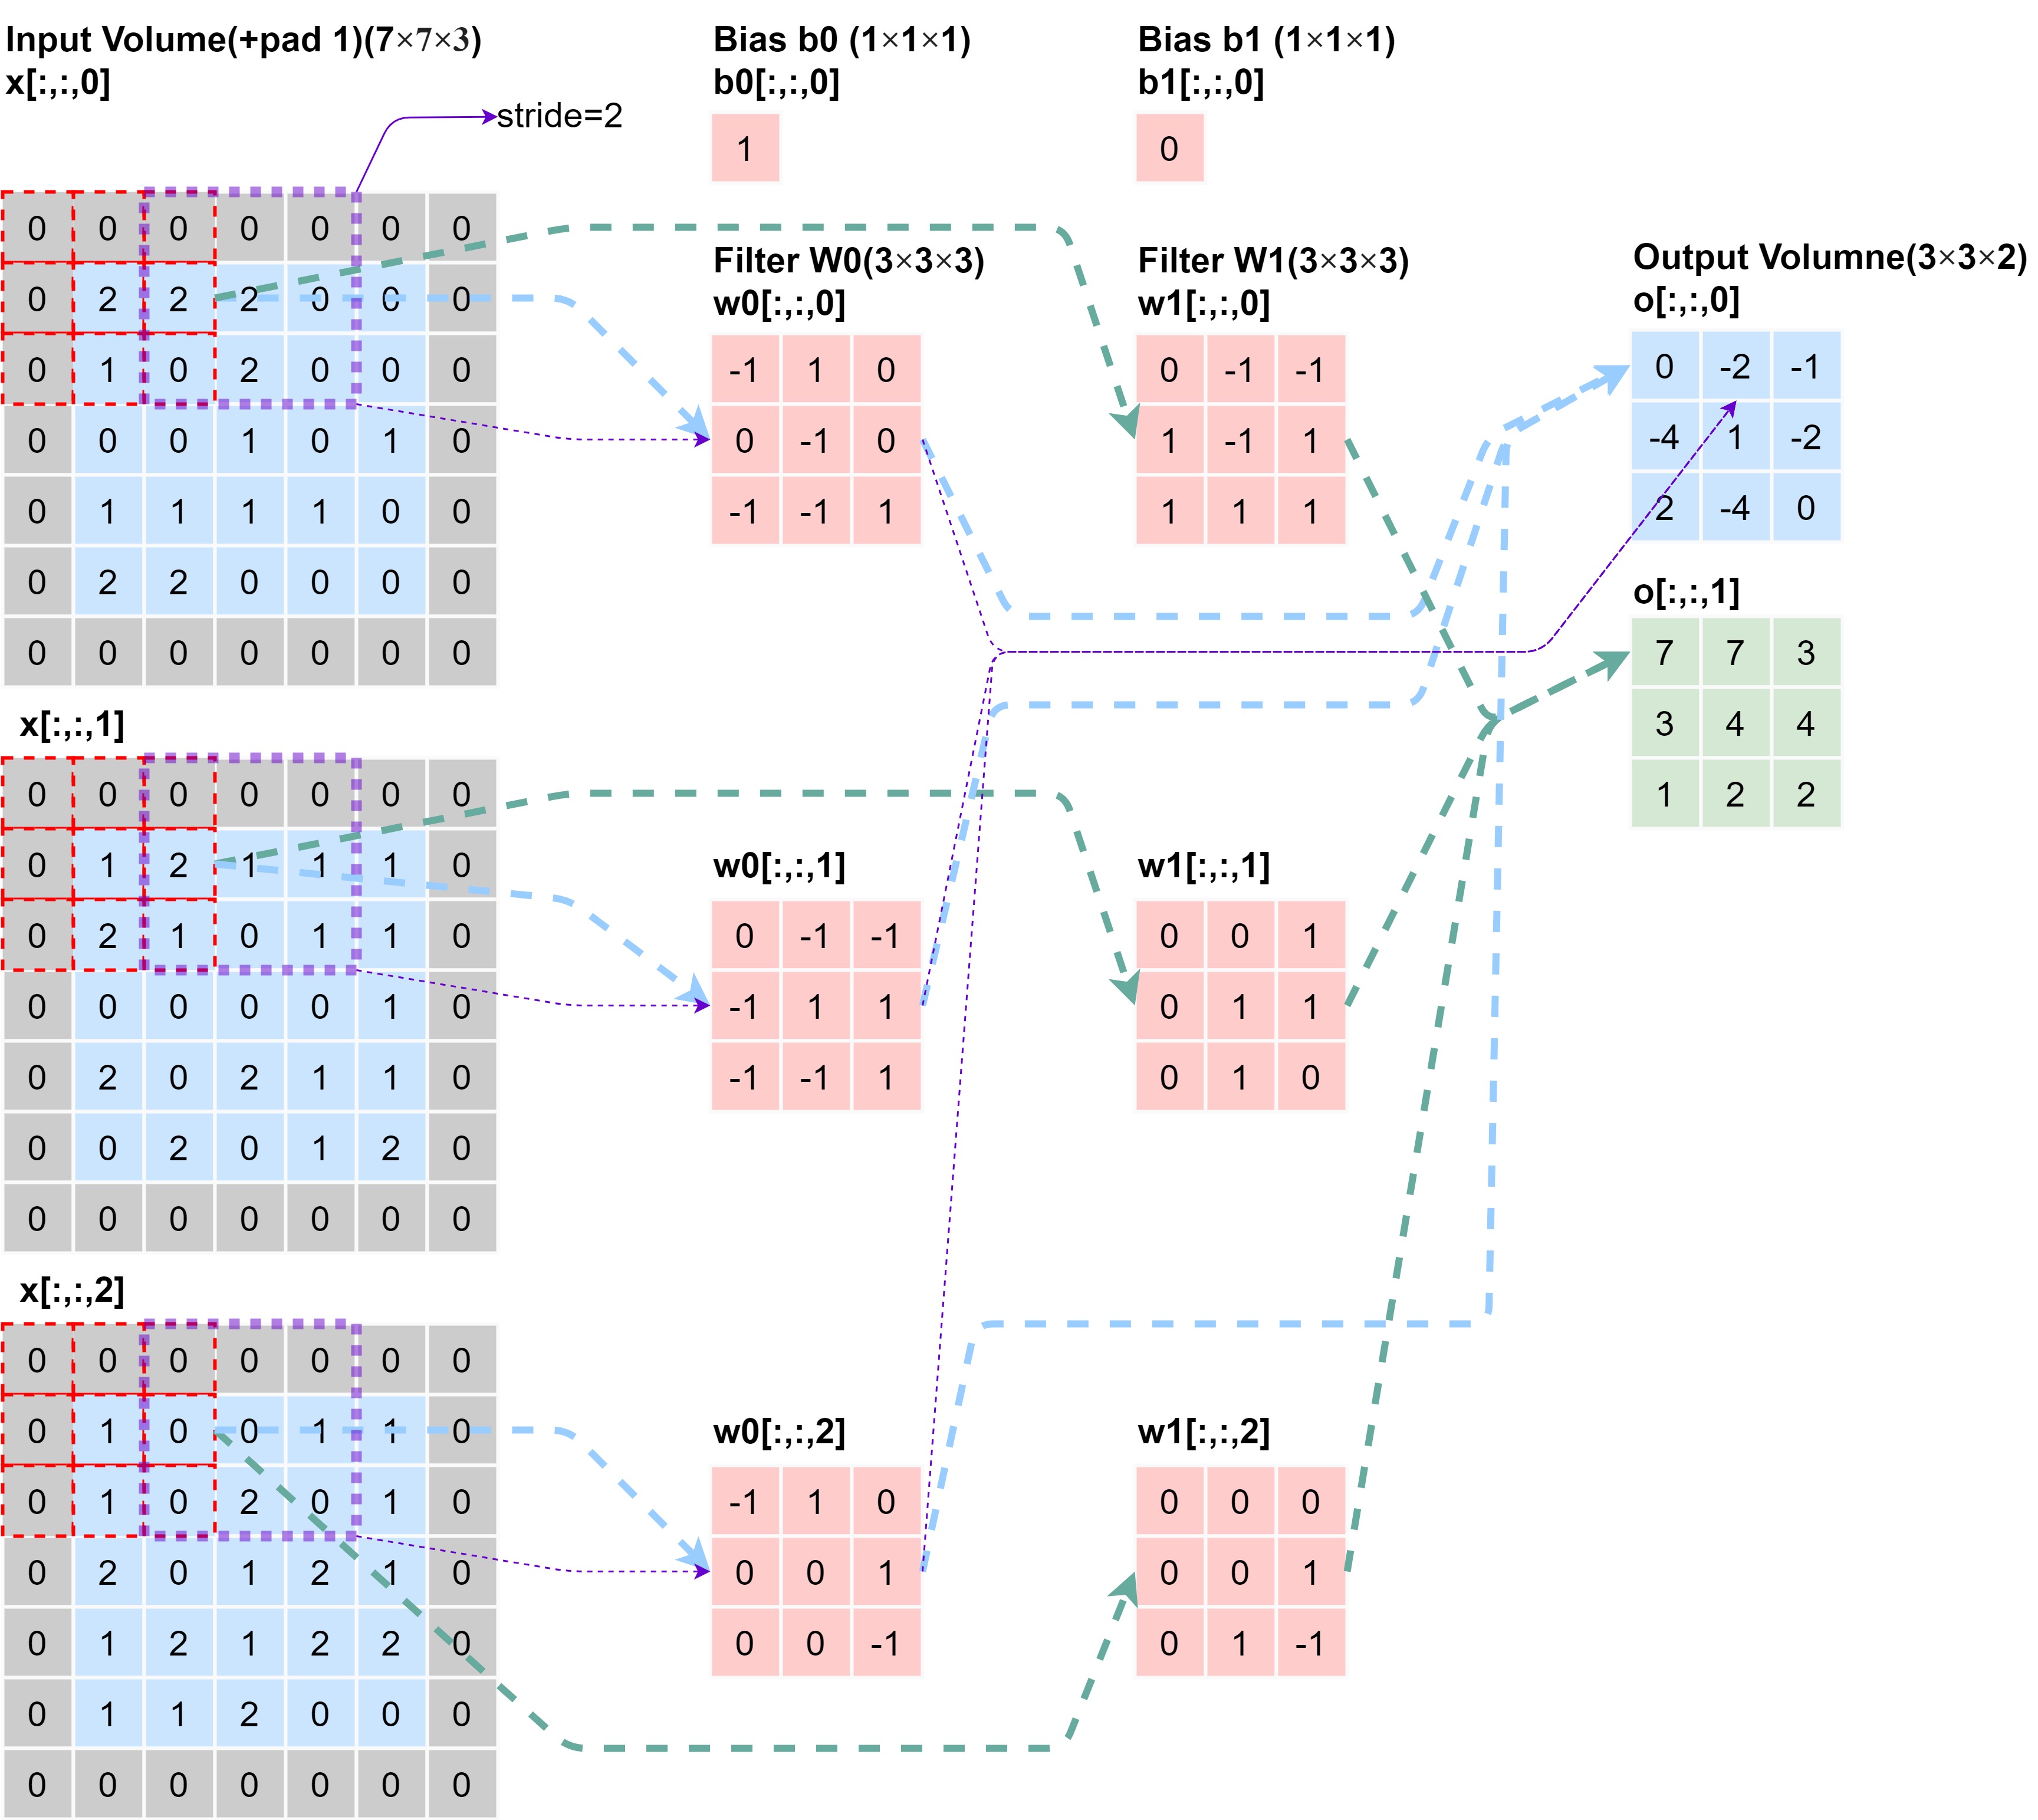 Input Volume(+pad 1)(7×7×3)
x[:,:,0]
stride=2
0 0 0 0 0 0 0
0 2 2 2 0 0 0
0 1 0 2 0 0 0
0 0 0 1 0 1 0
0 1 1 1 1 0 0
0 2 2 0 0 0 0
0 0 0 0 0 0 0
x[:,:,1]
0 0 0 0 0 0 0
0 1 2 1 1 1 0
0 2 1 0 1 1 0
0 0 0 0 0 1 0
0 2 0 2 1 1 0
0 0 2 0 1 2 0
0 0 0 0 0 0 0
x[:,:,2]
0 0 0 0 0 0 0
0 1 0 0 1 1 0
0 1 0 2 0 1 0
0 2 0 1 2 1 0
0 1 2 1 2 2 0
0 1 1 2 0 0 0
0 0 0 0 0 0 0
Bias b0 (1×1×1)
b0[:,:,0]
1
Filter W0(3×3×3)
w0[:,:,0]
-1 1 0
0 -1 0
-1 -1 1
w0[:,:,1]
0 -1 -1
-1 1 1
-1 -1 1
w0[:,:,2]
-1 1 0
0 0 1
0 0 -1
Bias b1 (1×1×1)
b1[:,:,0]
0
Filter W1(3×3×3)
w1[:,:,0]
0 -1 -1
1 -1 1
1 1 1
w1[:,:,1]
0 0 1
0 1 1
0 1 0
w1[:,:,2]
0 0 0
0 0 1
0 1 -1
Output Volumne(3×3×2)
o[:,:,0]
0 -2 -1
-4 1 -2
2 -4 0
o[:,:,1]
7 7 3
3 4 4
1 2 2